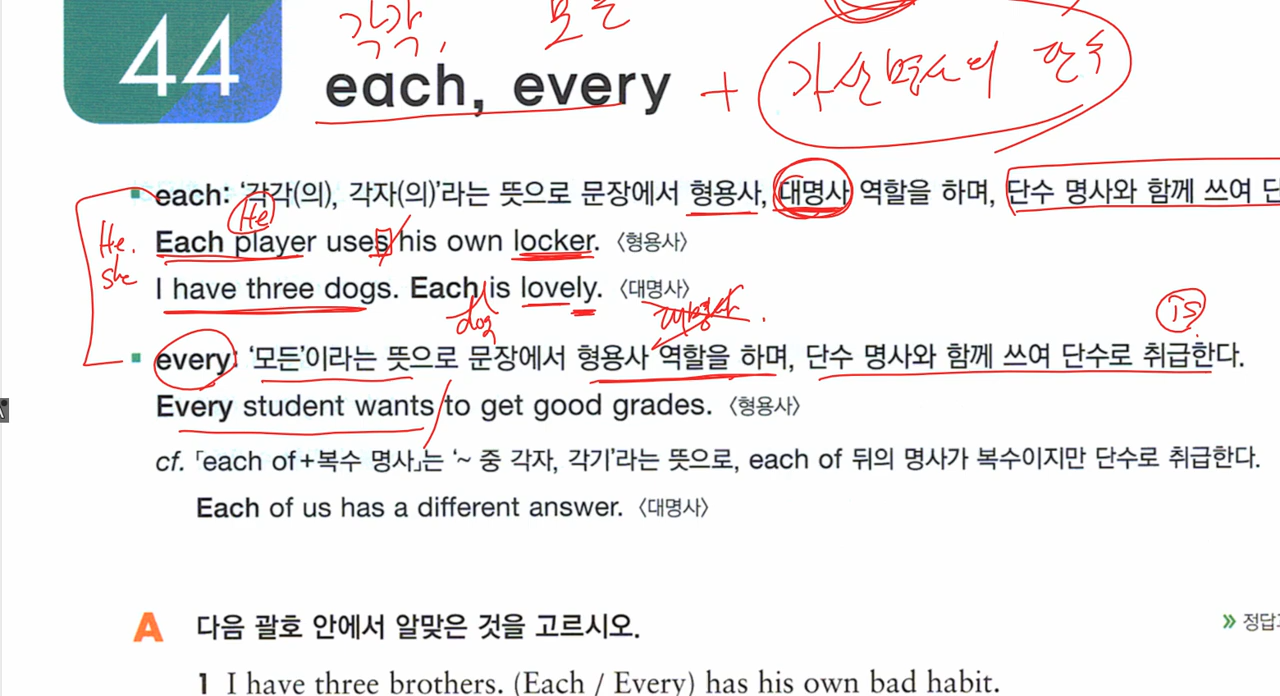 44
각각, 모든
each, every + 가산명사의 단수
each: ‘각각(의), 각자(의)’라는 뜻으로 문장에서 형용사, 대명사 역할을 하며, 단수 명사와 함께 쓰여 단
He
He. Each player uses his own locker. 〈형용사〉
she
I have three dogs. Each is lovely. 〈대명사〉
dog
is
every: ‘모든’이라는 뜻으로 문장에서 형용사 역할을 하며, 단수 명사와 함께 쓰여 단수로 취급한다.
Every student wants to get good grades. 〈형용사〉
cf. 「each of+복수 명사」는 ‘~ 중 각자, 각기’라는 뜻으로, each of 뒤의 명사가 복수이지만 단수로 취급한다.
Each of us has a different answer. 〈대명사〉
A 다음 괄호 안에서 알맞은 것을 고르시오.
» 정답
1 I have three brothers. (Each / Every) has his own bad habit.